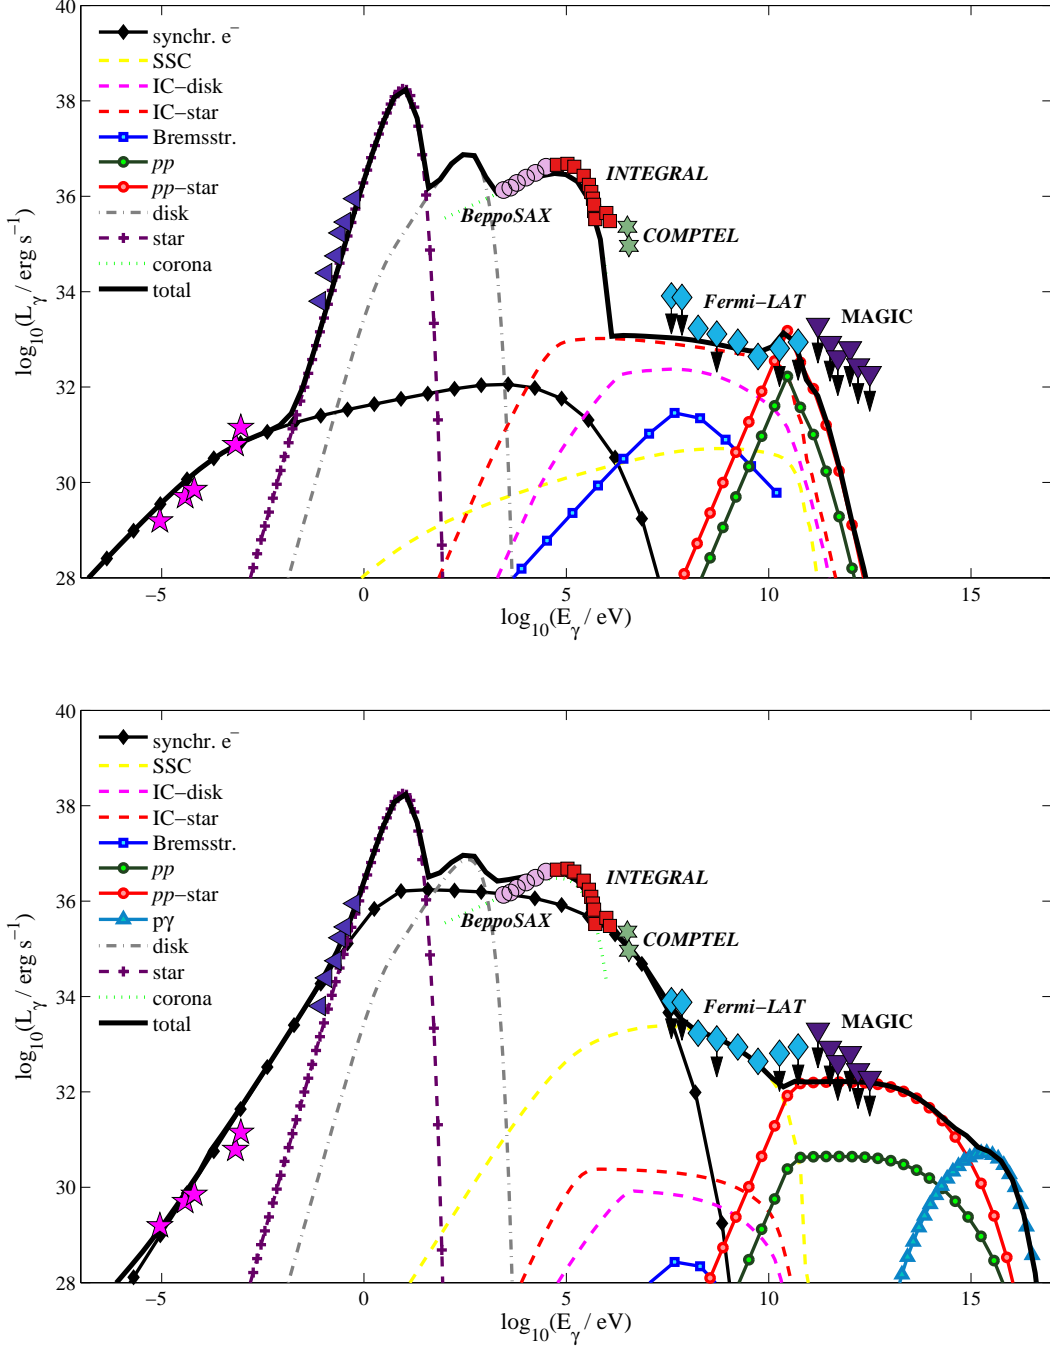 40
38
36
34
32
30
28
−5
0
5
10
15
log10(Lγ / erg s−1)
log10(Eγ / eV)
synchr. e−
SSC
IC−disk
IC−star
Bremsstr.
pp
pp−star
disk
star
corona
total
BeppoSAX
INTEGRAL
COMPTEL
Fermi−LAT
MAGIC
40
38
36
34
32
30
28
−5
0
5
10
15
log10(Lγ / erg s−1)
log10(Eγ / eV)
synchr. e−
SSC
IC−disk
IC−star
Bremsstr.
pp
pp−star
pγ
disk
star
corona
total
BeppoSAX
INTEGRAL
COMPTEL
Fermi−LAT
MAGIC